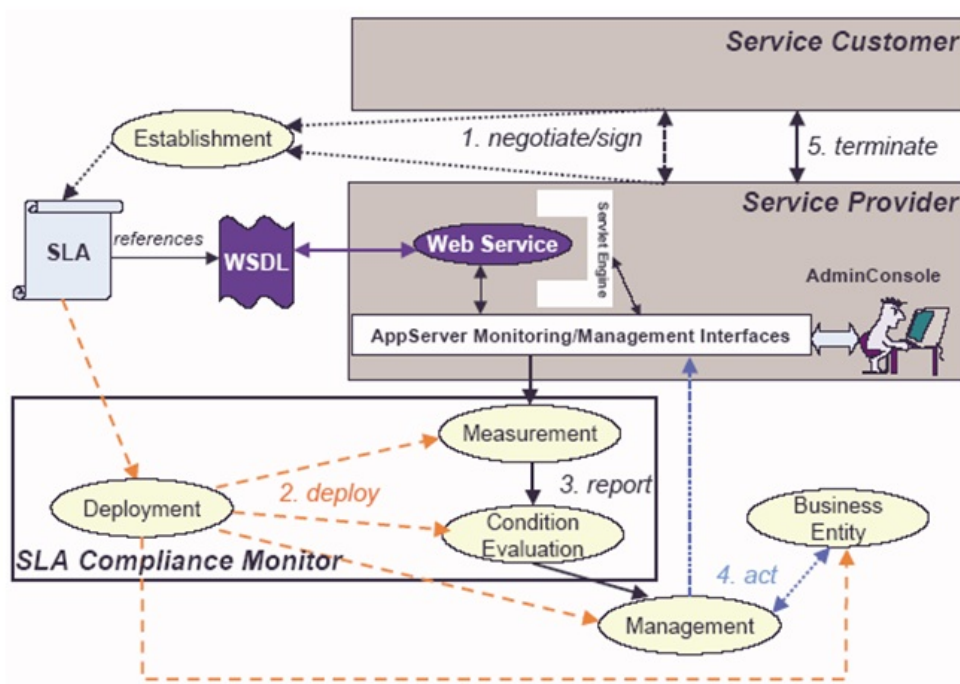 Service Customer
Establishment
1. negotiate/sign
5. terminate
Service Provider
SLA
references
WSDL
Web Service
Servlet Engine
AdminConsole
AppServer Monitoring/Management Interfaces
Measurement
2. deploy
3. report
Deployment
Condition
Evaluation
Business
Entity
SLA Compliance Monitor
4. act
Management